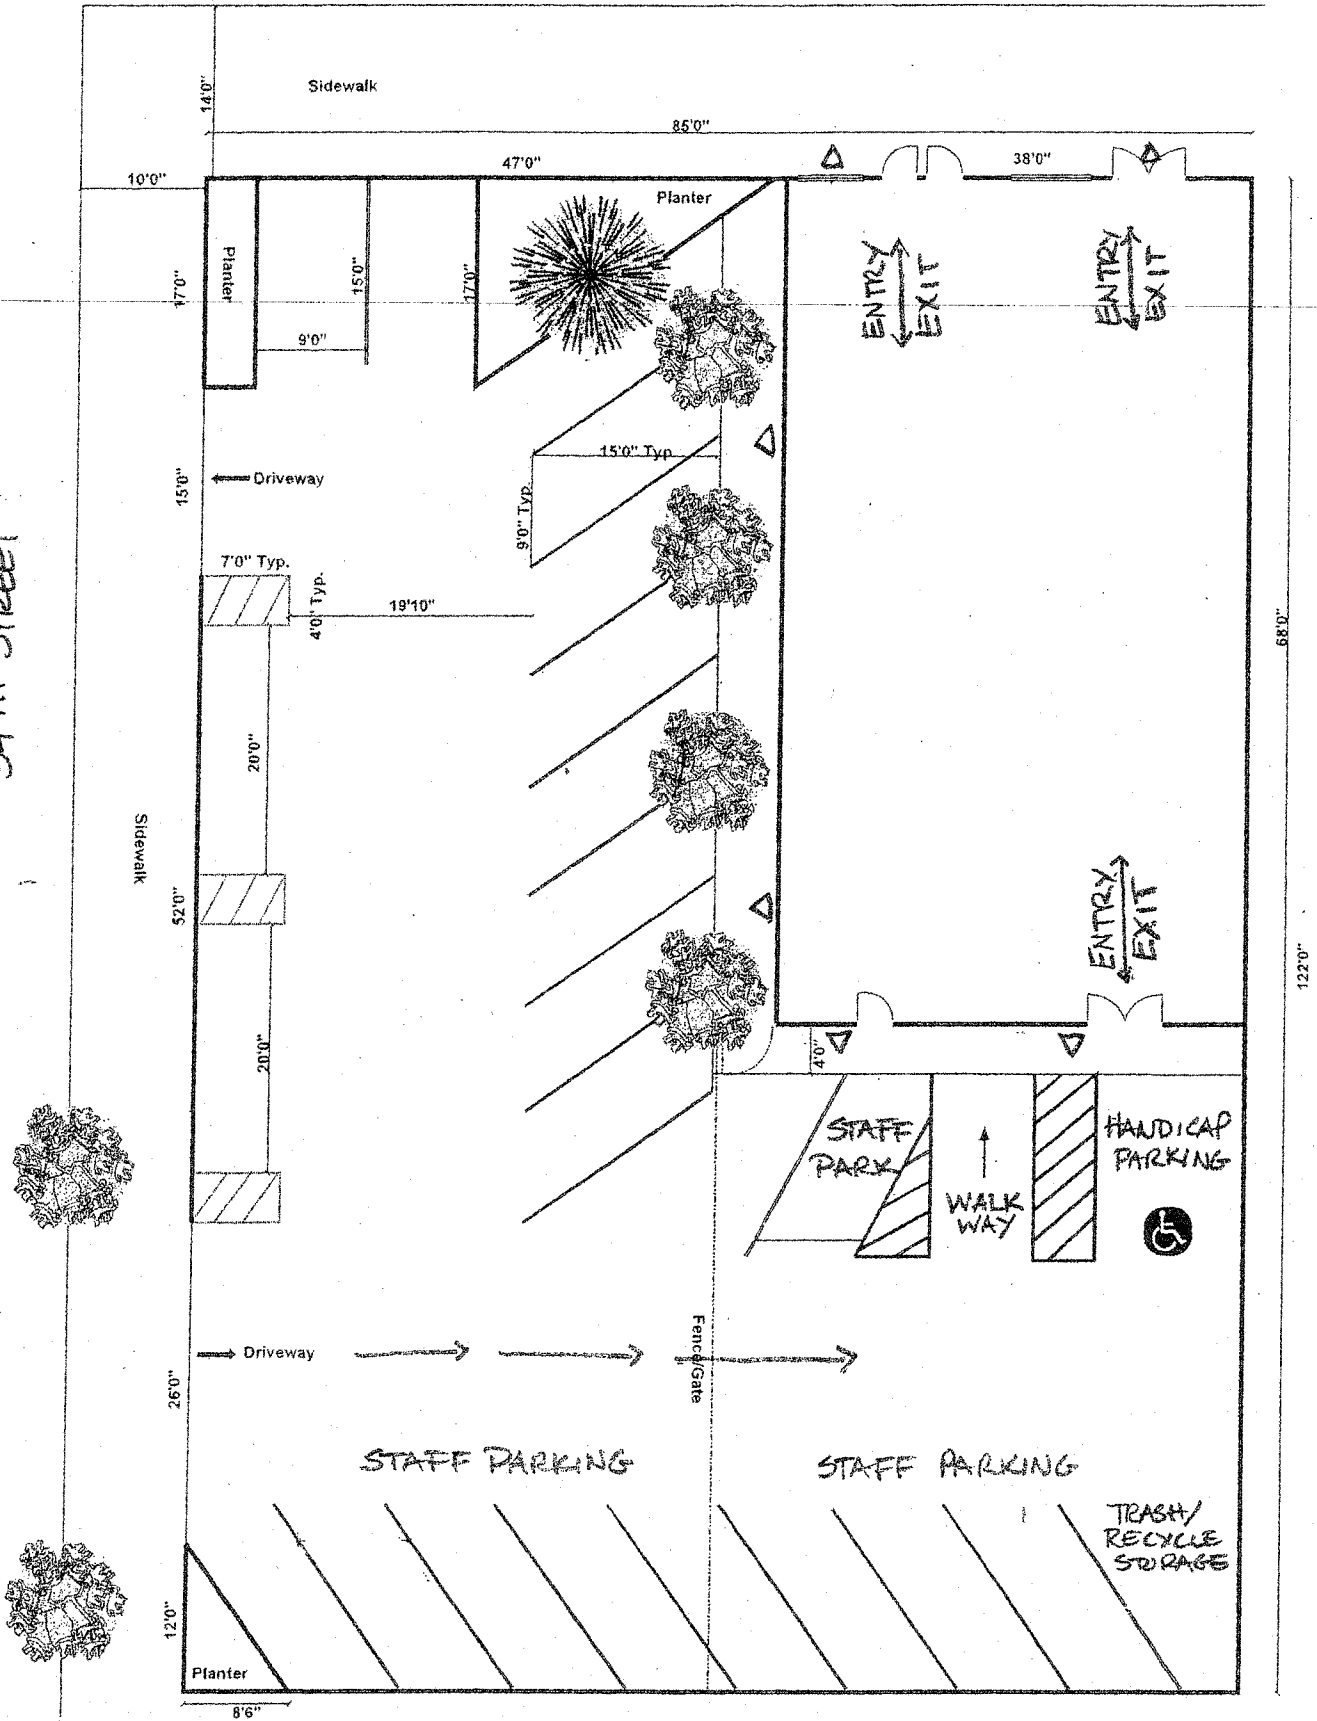 Sidewalk
14'0"
85'0"
47'0"
38'0"
10'0"
Planter
Planter
17'0"
15'0"
17'0"
9'0"
ENTRY
EXIT
ENTRY
EXIT
15'0" Typ.
9'0" Typ.
15'0"
Driveway
7'0" Typ.
4'0" Typ.
19'10"
STREET
68'0"
20'0"
Sidewalk
52'0"
ENTRY
EXIT
122'0"
20'0"
4'0"
STAFF
PARK
WALK
WAY
HANDICAP
PARKING
Driveway
Fence/Gate
26'0"
STAFF PARKING
STAFF PARKING
TRASH/
RECYCLE
STORAGE
12'0"
Planter
8'6"